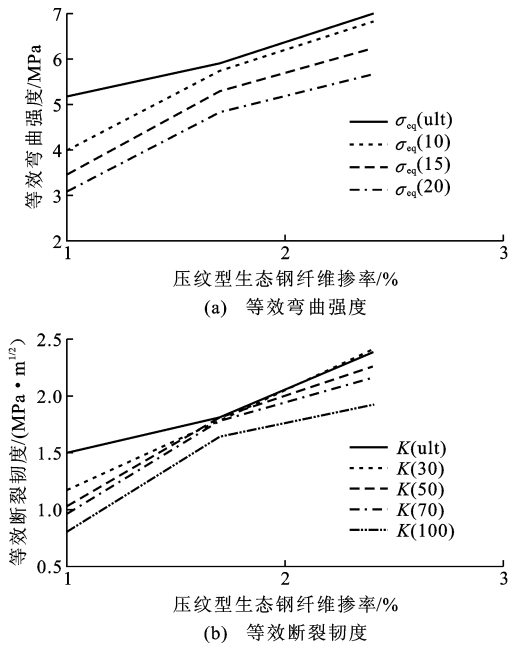 7
6
5
4
3
2
等效弯曲强度/MPa
σeq(ult)
σeq(10)
σeq(15)
σeq(20)
1 2 3
压纹型生态钢纤维掺率/%
(a) 等效弯曲强度
2.5
2.0
1.5
1.0
0.5
等效断裂韧度/(MPa·m1/2)
K(ult)
K(30)
K(50)
K(70)
K(100)
1 2 3
压纹型生态钢纤维掺率/%
(b) 等效断裂韧度